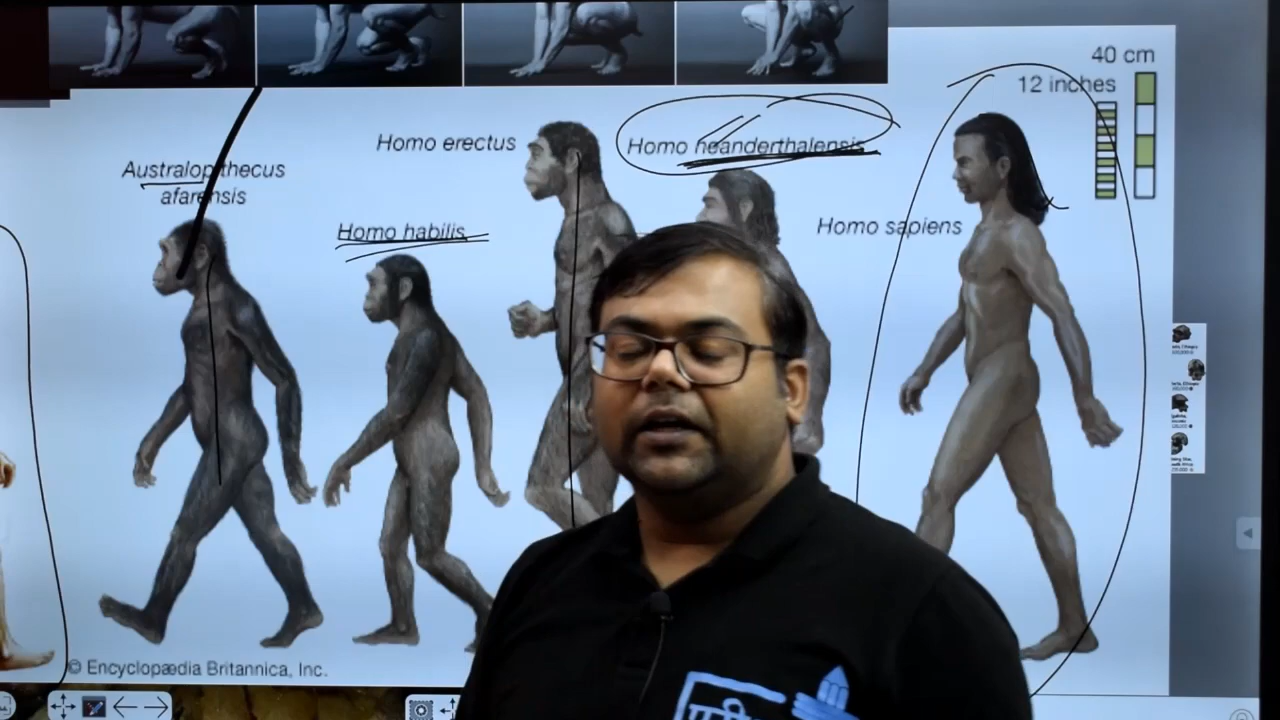 40 cm
12 inches
Homo erectus
Homo neanderthalensis
Australopithecus
afarensis
Homo habilis
Homo sapiens
© Encyclopædia Britannica, Inc.